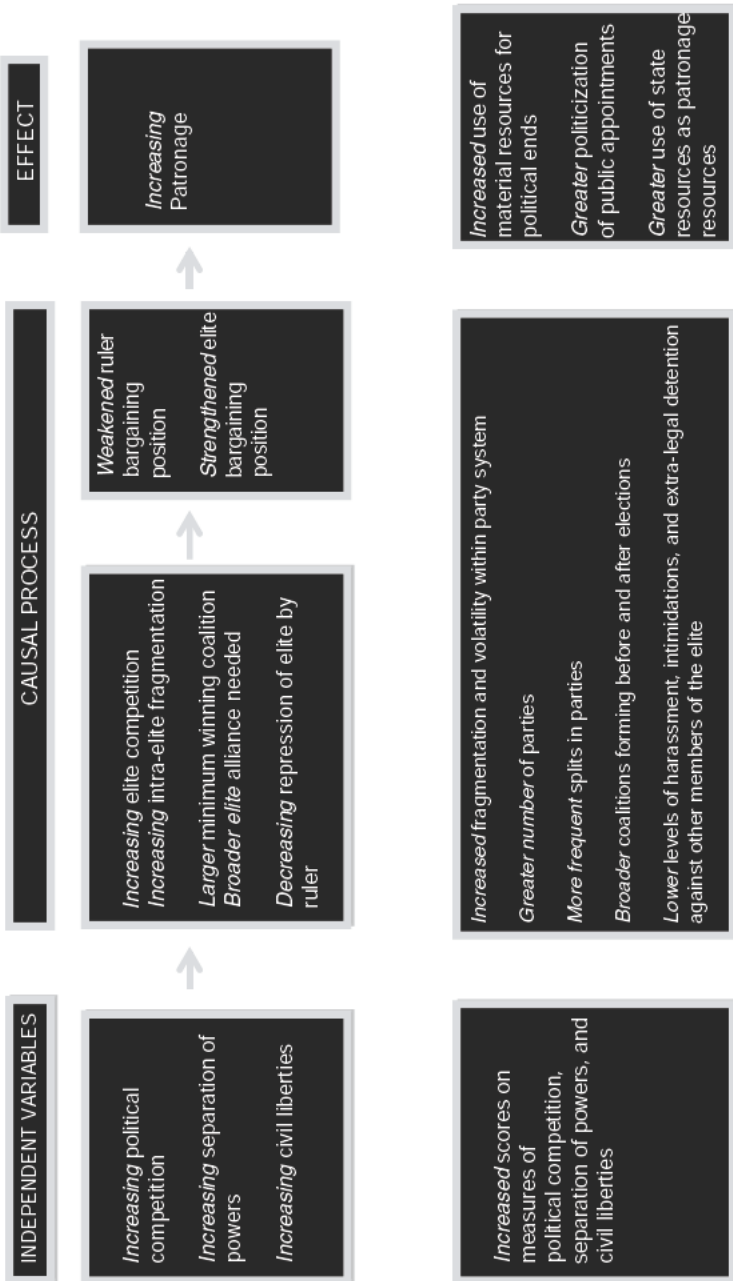 INDEPENDENT VARIABLES
CAUSAL PROCESS
EFFECT
Increasing political
competition
Increasing separation of
powers
Increasing civil liberties
Increasing elite competition
Increasing intra-elite fragmentation
Larger minimum winning coalition
Broader elite alliance needed
Decreasing repression of elite by
ruler
Weakened ruler
bargaining
position
Strengthened elite
bargaining
position
Increasing
Patronage
Increased scores on
measures of
political competition,
separation of powers, and
civil liberties
Increased fragmentation and volatility within party system
Greater number of parties
More frequent splits in parties
Broader coalitions forming before and after elections
Lower levels of harassment, intimidations, and extra-legal detention
against other members of the elite
Increased use of
material resources for
political ends
Greater politicization
of public appointments
Greater use of state
resources as patronage
resources